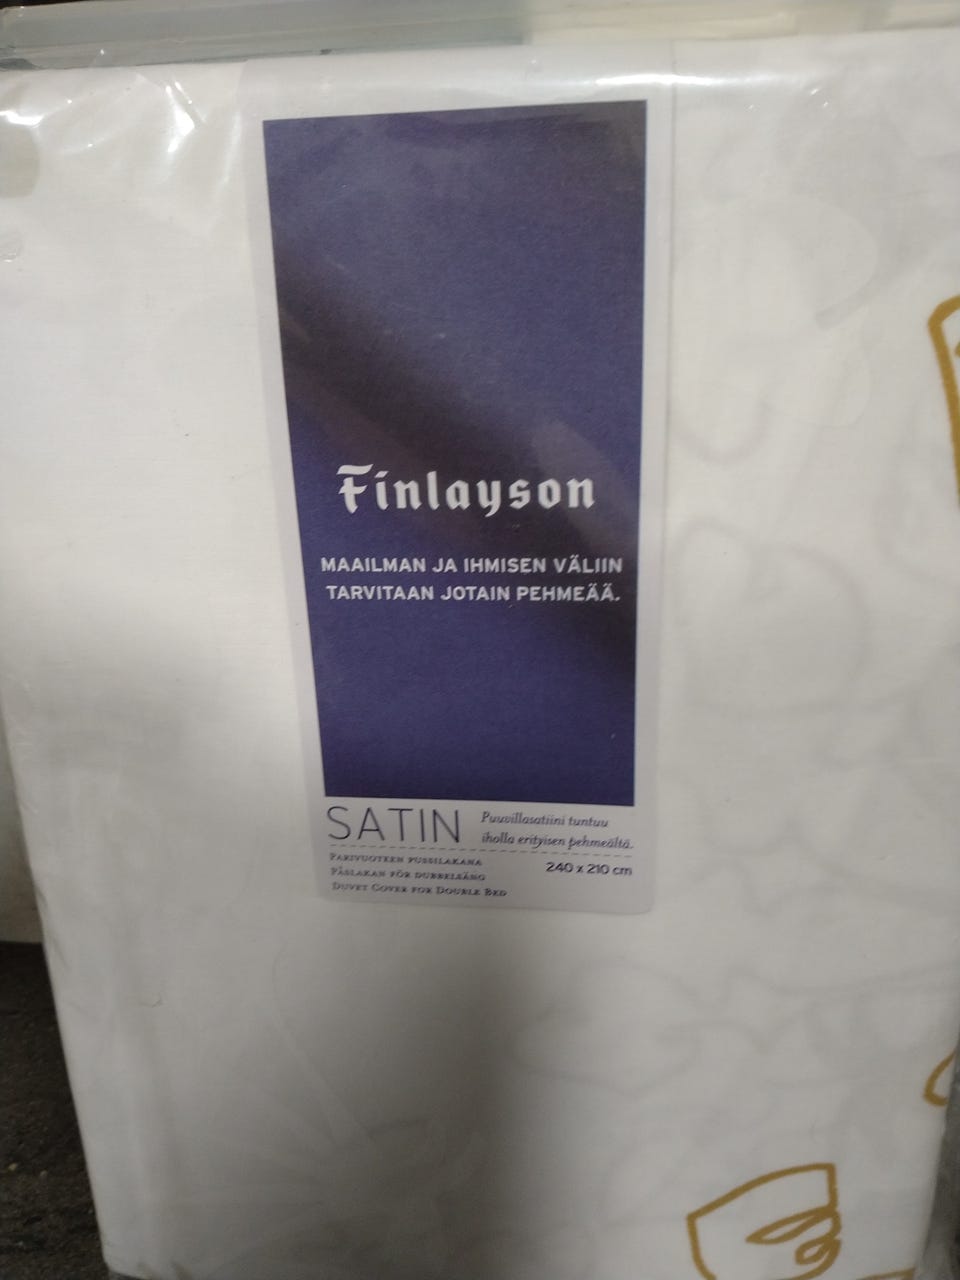 Finlayson
MAAILMAN JA IHMISEN VÄLIIN
TARVITAAN JOTAIN PEHMEÄÄ.
SATIN
Puuvillasatiini tuntuu
iholla erityisen pehmeältä.
PARIVUOTEEN PUSSILAKANA
PÅSLAKAN FÖR DUBBELSÄNG
DUVET COVER FOR DOUBLE BED
240 x 210 cm